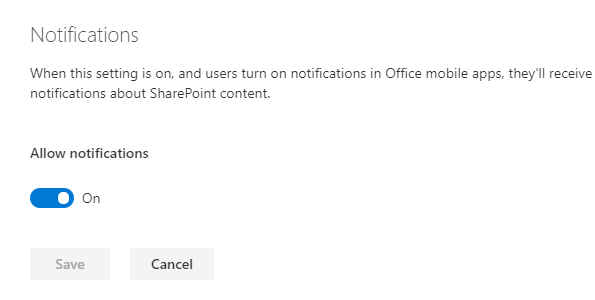 Notifications
When this setting is on, and users turn on notifications in Office mobile apps, they'll receive
notifications about SharePoint content.
Allow notifications
On
Save Cancel